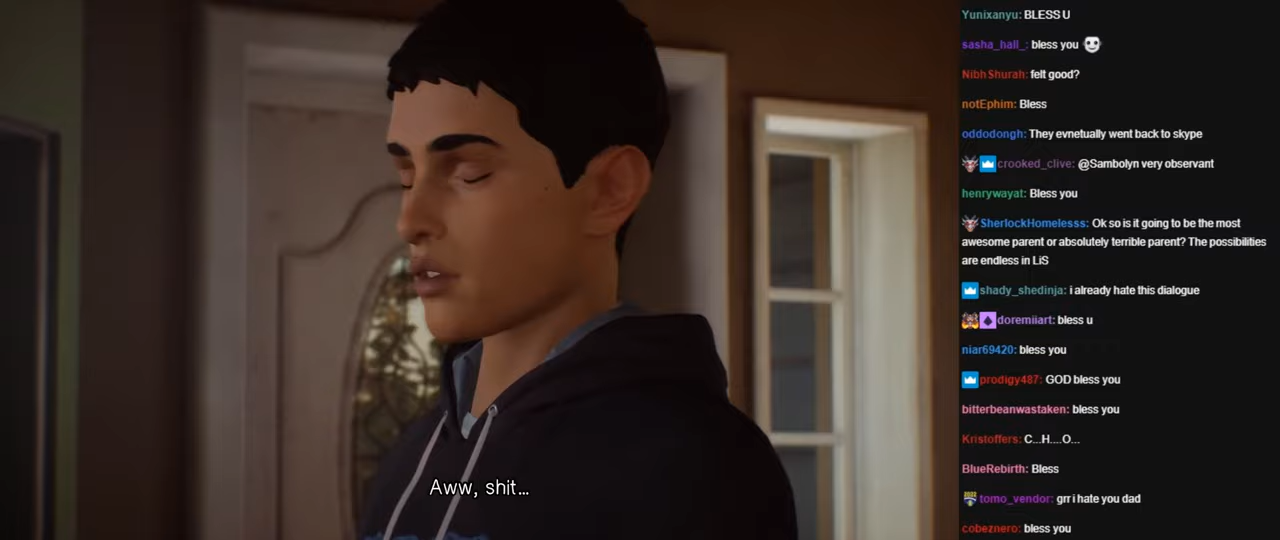 Aww, shit...
Yunixanyu: BLESS U
sasha_hall_: bless you
NibhShurah: felt good?
notEphim: Bless
oddodongh: They evnetually went back to skype
crooked_clive: @Sambolyn very observant
henrywayat: Bless you
SherlockHomelesss: Ok so is it going to be the most
awesome parent or absolutely terrible parent? The possibilities
are endless in LiS
shady_shedinja: i already hate this dialogue
doremiiart: bless u
niar69420: bless you
prodigy487: GOD bless you
bitterbeanwastaken: bless you
Kristoffers: C...H....O...
BlueRebirth: Bless
tomo_vendor: grr i hate you dad
cobeznero: bless you